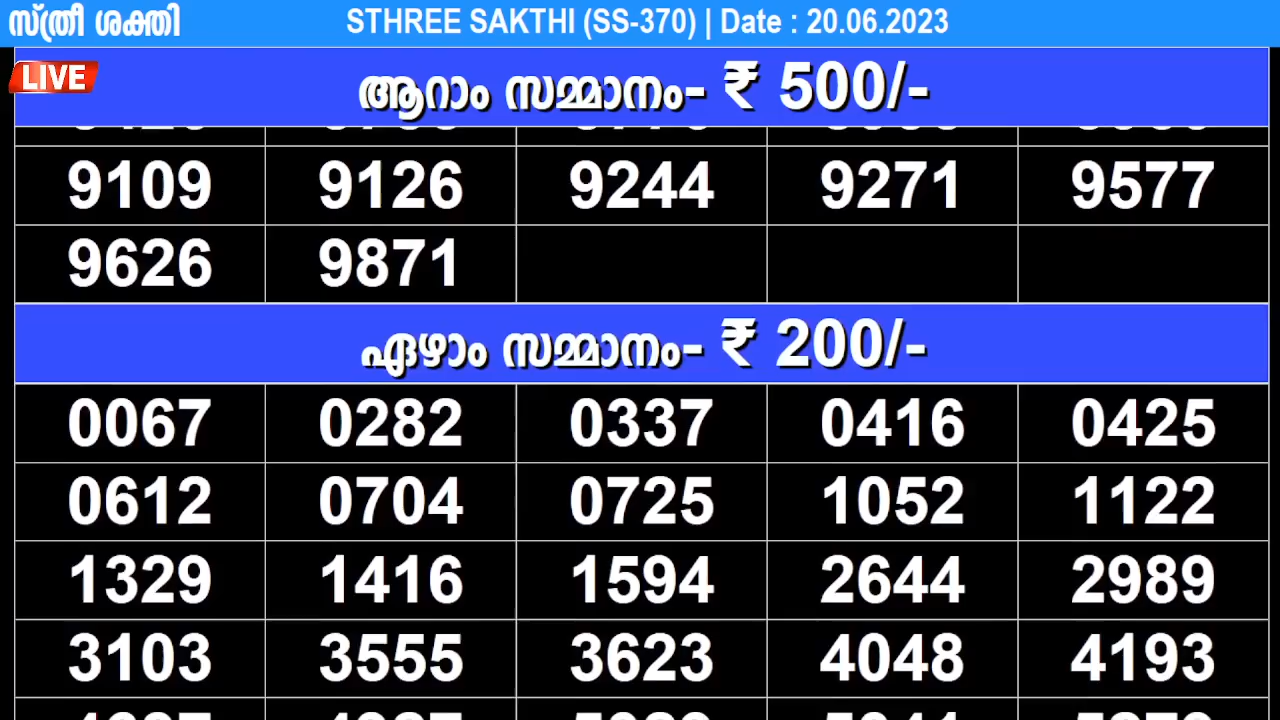 സ്ത്രീ ശക്തി STHREE SAKTHI (SS-370) | Date : 20.06.2023
LIVE
ആറാം സമ്മാനം- ₹ 500/-
9109 9126 9244 9271 9577
9626 9871
ഏഴാം സമ്മാനം- ₹ 200/-
0067 0282 0337 0416 0425
0612 0704 0725 1052 1122
1329 1416 1594 2644 2989
3103 3555 3623 4048 4193